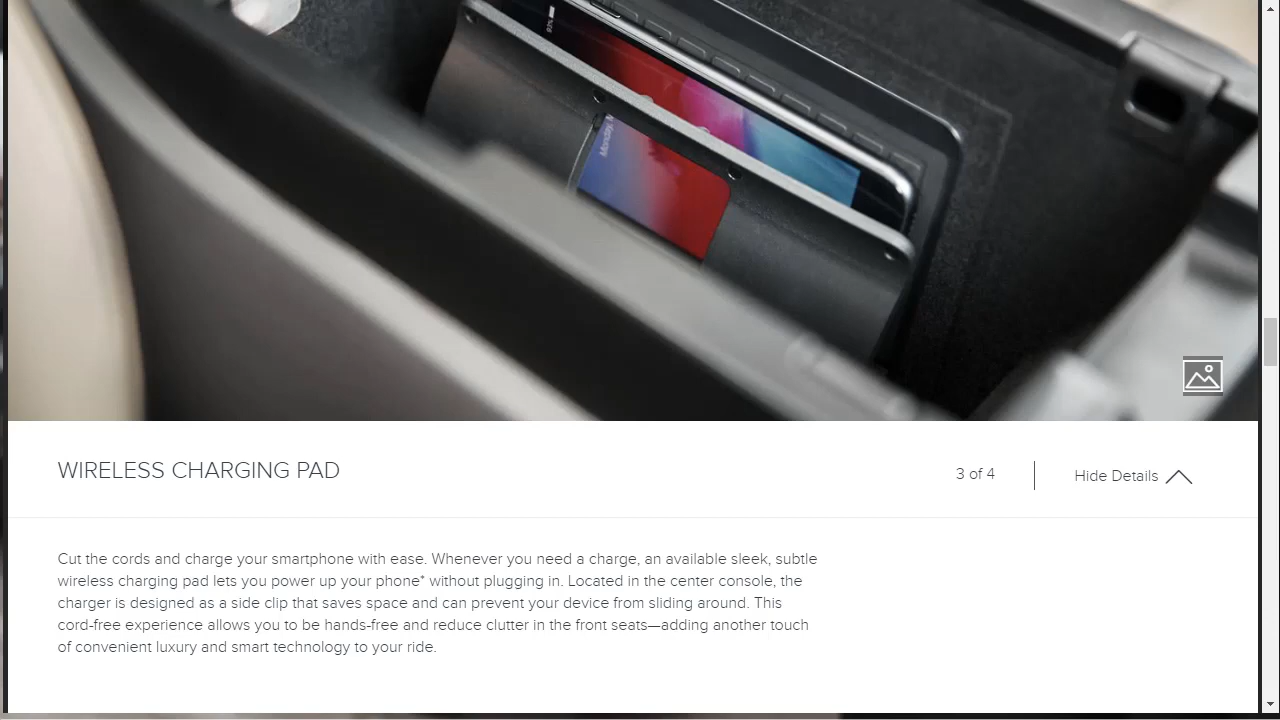 93%
Monday,
WIRELESS CHARGING PAD
3 of 4
Hide Details
Cut the cords and charge your smartphone with ease. Whenever you need a charge, an available sleek, subtle
wireless charging pad lets you power up your phone* without plugging in. Located in the center console, the
charger is designed as a side clip that saves space and can prevent your device from sliding around. This
cord-free experience allows you to be hands-free and reduce clutter in the front seats—adding another touch
of convenient luxury and smart technology to your ride.